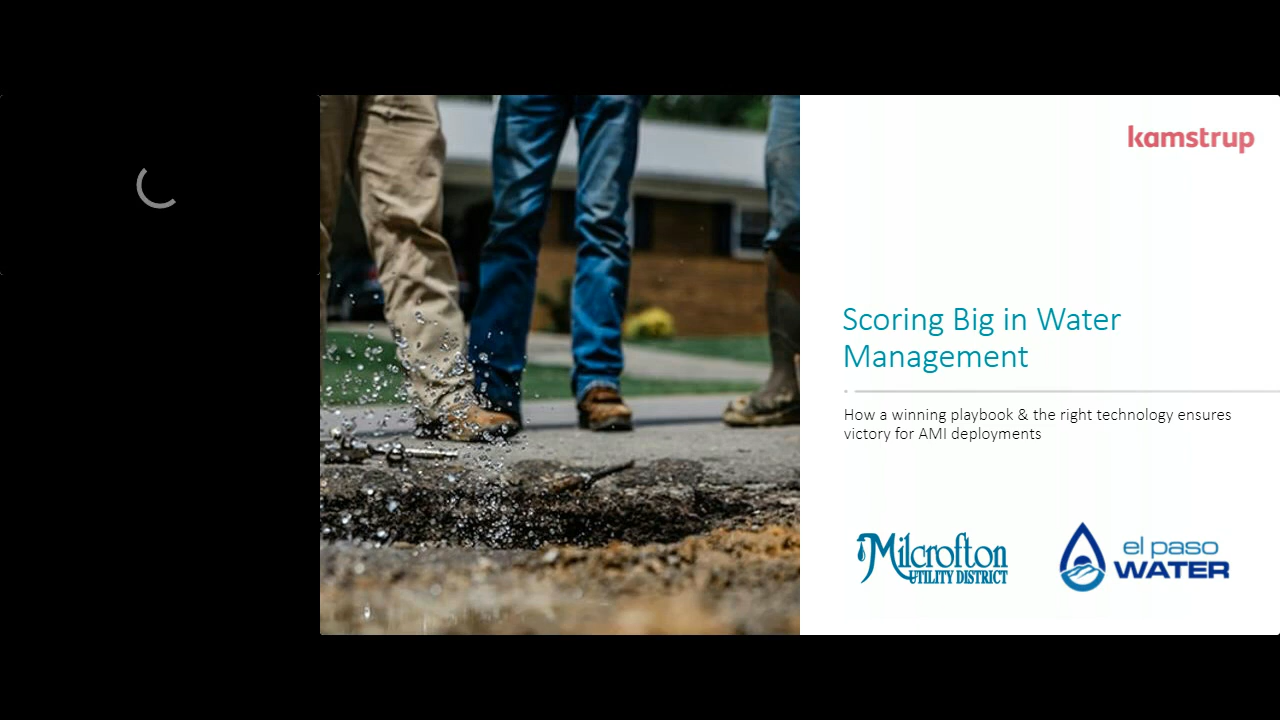 kamstrup
Scoring Big in Water
Management
How a winning playbook & the right technology ensures
victory for AMI deployments
Milcrofton
UTILITY DISTRICT
el paso
WATER